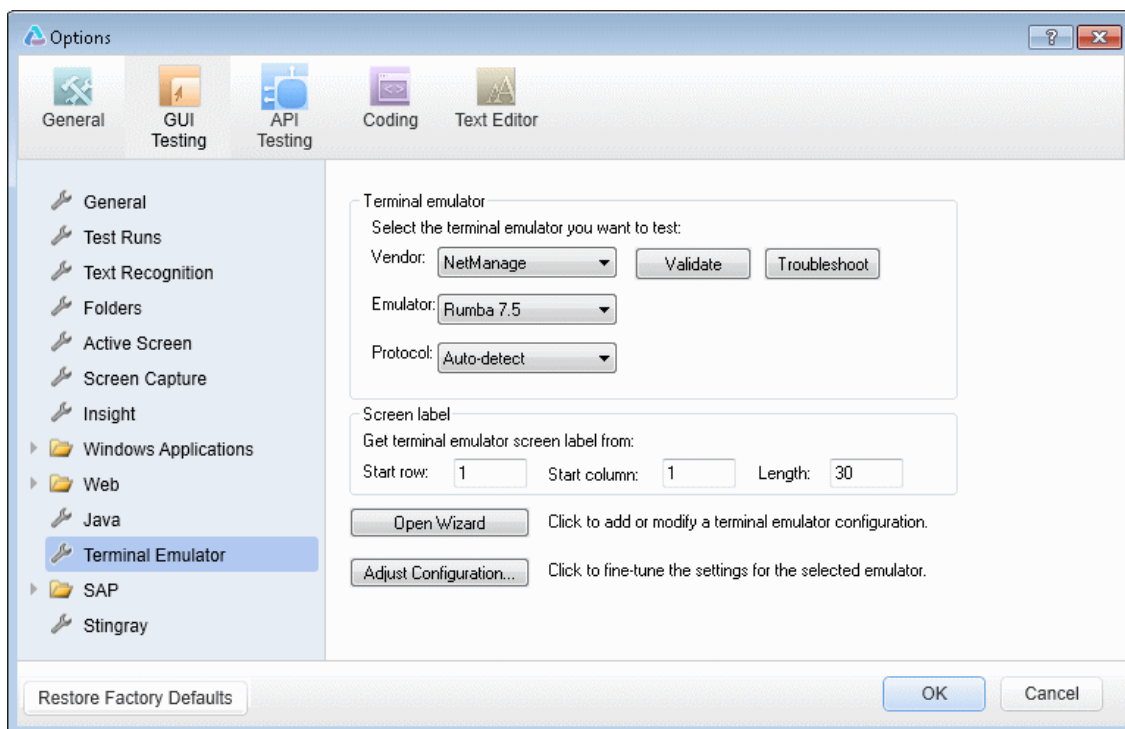 Options
General
GUI
Testing
API
Testing
Coding
Text Editor
General
Test Runs
Text Recognition
Folders
Active Screen
Screen Capture
Insight
Windows Applications
Web
Java
Terminal Emulator
SAP
Stingray
Terminal emulator
Select the terminal emulator you want to test:
Vendor: NetManage Validate Troubleshoot
Emulator: Rumba 7.5
Protocol: Auto-detect
Screen label
Get terminal emulator screen label from:
Start row: 1 Start column: 1 Length: 30
Open Wizard Click to add or modify a terminal emulator configuration.
Adjust Configuration... Click to fine-tune the settings for the selected emulator.
Restore Factory Defaults OK Cancel